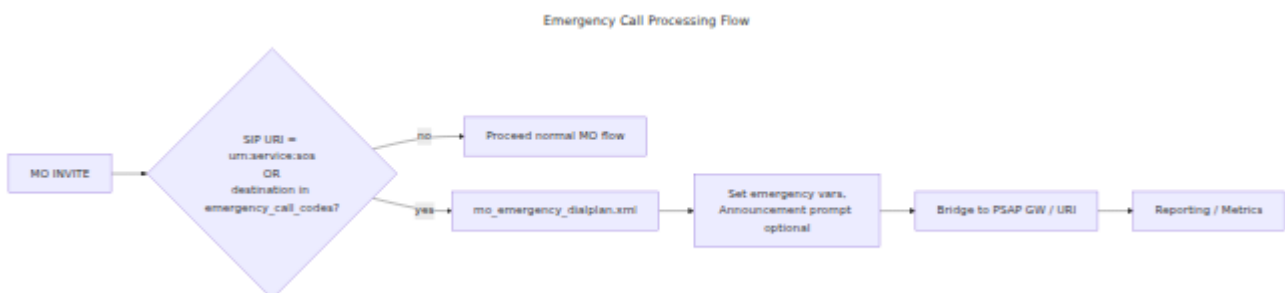 Emergency Call Processing Flow
MO INVITE
SIP URI =
urn:service:sos
OR
destination in
emergency_call_codes?
no
Proceed normal MO flow
yes
mo_emergency_dialplan.xml
Set emergency vars.
Announcement prompt
optional
Bridge to PSAP GW / URI
Reporting / Metrics